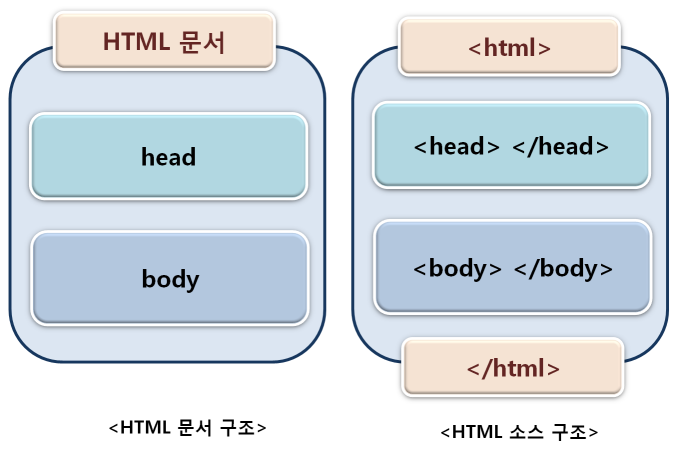 HTML 문서
head
body
<HTML 문서 구조>
<html>
<head> </head>
<body> </body>
</html>
<HTML 소스 구조>